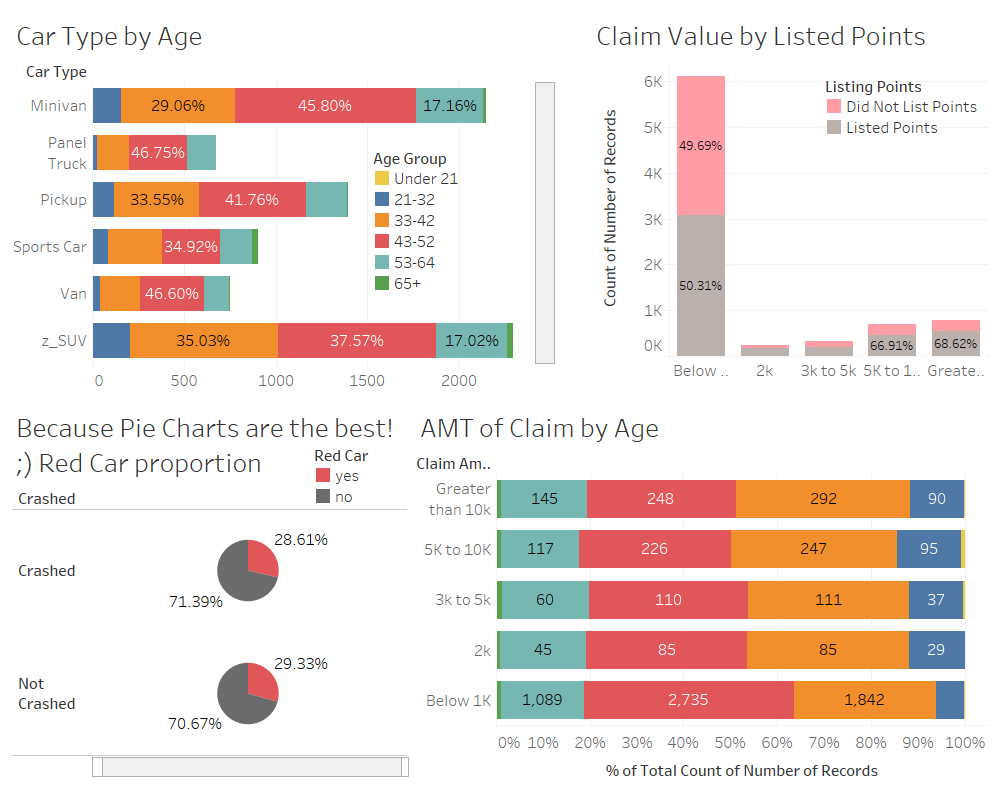 Car Type by Age
Car Type
Minivan
29.06%
45.80%
17.16%
Panel
Truck
46.75%
Pickup
33.55%
41.76%
Sports Car
34.92%
Van
46.60%
z_SUV
35.03%
37.57%
17.02%
0
500
1000
1500
2000
Age Group
Under 21
21-32
33-42
43-52
53-64
65+
Claim Value by Listed Points
Count of Number of Records
6K
5K
4K
3K
2K
1K
0K
49.69%
50.31%
66.91%
68.62%
Below ..
2k
3k to 5k
5K to 1..
Greate..
Listing Points
Did Not List Points
Listed Points
Because Pie Charts are the best!
;) Red Car proportion
Red Car
yes
no
Crashed
Crashed
28.61%
71.39%
Not
Crashed
29.33%
70.67%
AMT of Claim by Age
Claim Am..
Greater
than 10k
145
248
292
90
5K to 10K
117
226
247
95
3k to 5k
60
110
111
37
2k
45
85
85
29
Below 1K
1,089
2,735
1,842
0%
10%
20%
30%
40%
50%
60%
70%
80%
90%
100%
% of Total Count of Number of Records